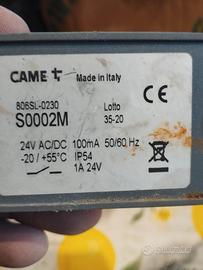 CAME Made in Italy
806SL-0230 Lotto
S0002M 35-20
24V AC/DC 100mA 50/60 Hz
-20 / +55°C IP54
1A 24V
subito